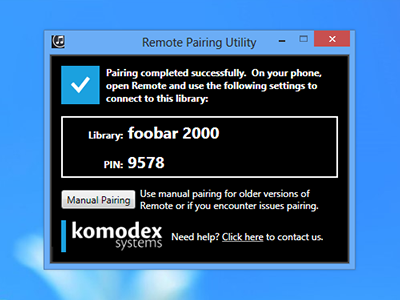 Remote Pairing Utility
Pairing completed successfully.  On your phone,
open Remote and use the following settings to
connect to this library:
Library: foobar 2000
PIN: 9578
Manual Pairing
Use manual pairing for older versions of
Remote or if you encounter issues pairing.
komodex
systems
Need help? Click here to contact us.